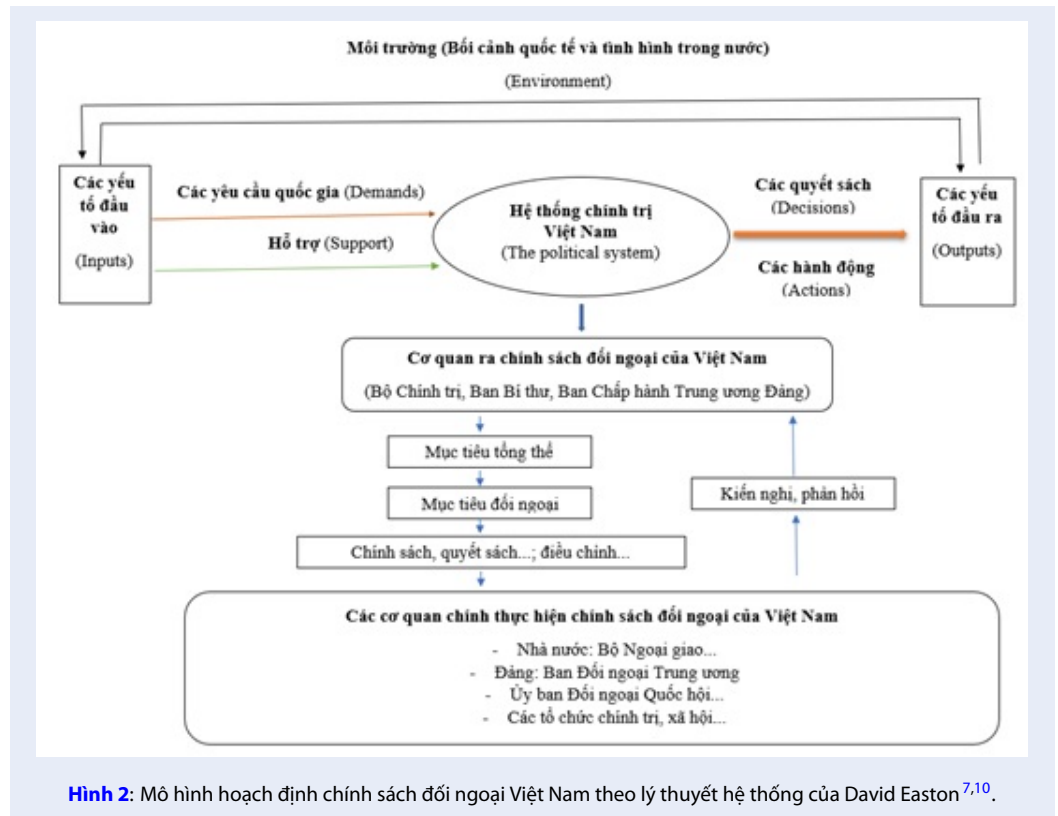 Môi trường (Bối cảnh quốc tế và tình hình trong nước)
(Environment)
Các yếu
tố đầu
vào
(Inputs)
Các yêu cầu quốc gia (Demands)
Hỗ trợ (Support)
Hệ thống chính trị
Việt Nam
(The political system)
Các quyết sách
(Decisions)
Các hành động
(Actions)
Các yếu
tố đầu ra
(Outputs)
Cơ quan ra chính sách đối ngoại của Việt Nam
(Bộ Chính trị, Ban Bí thư, Ban Chấp hành Trung ương Đảng)
Mục tiêu tổng thể
Mục tiêu đối ngoại
Chính sách, quyết sách...; điều chỉnh...
Kiến nghị, phản hồi
Các cơ quan chính thực hiện chính sách đối ngoại của Việt Nam
- Nhà nước: Bộ Ngoại giao...
- Đảng: Ban Đối ngoại Trung ương
- Ủy ban Đối ngoại Quốc hội...
- Các tổ chức chính trị, xã hội...
Hình 2: Mô hình hoạch định chính sách đối ngoại Việt Nam theo lý thuyết hệ thống của David Easton 7,10.